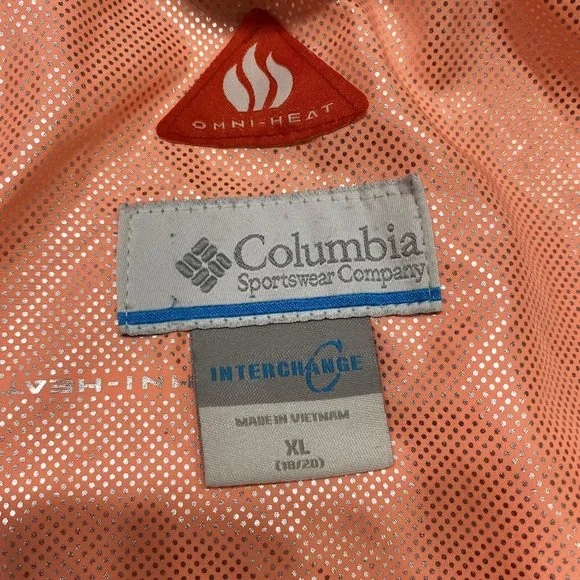 OMNI-HEAT
Columbia
Sportswear Company
INTERCHANGE
MADE IN VIETNAM
XL
(18/20)